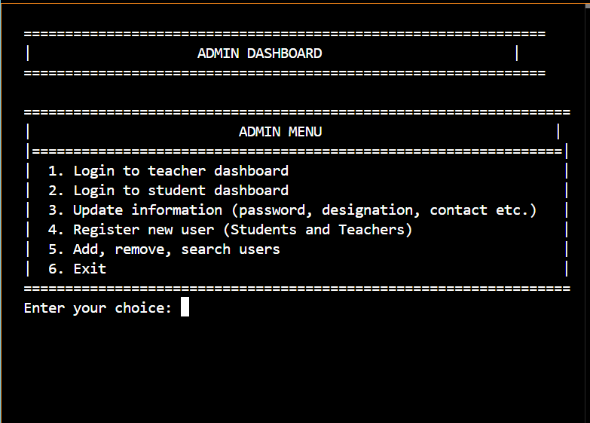 ===============================================================
|                    ADMIN DASHBOARD                       |
===============================================================
==================================================================
|                         ADMIN MENU                            |
|================================================================|
|  1. Login to teacher dashboard                                 |
|  2. Login to student dashboard                                 |
|  3. Update information (password, designation, contact etc.)   |
|  4. Register new user (Students and Teachers)                  |
|  5. Add, remove, search users                                  |
|  6. Exit                                                       |
==================================================================
Enter your choice: